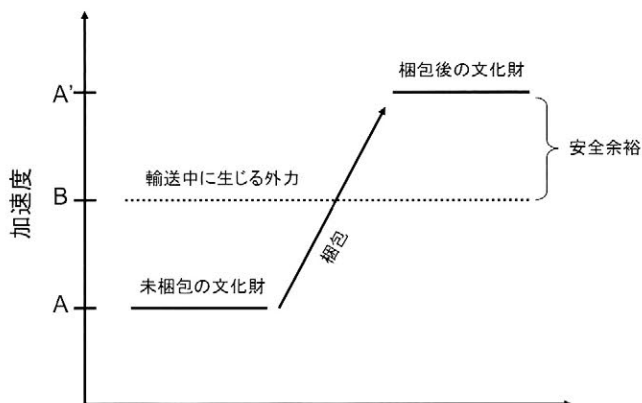 梱包後の文化財
A'
安全余裕
輸送中に生じる外力
B
加速度
梱包
未梱包の文化財
A